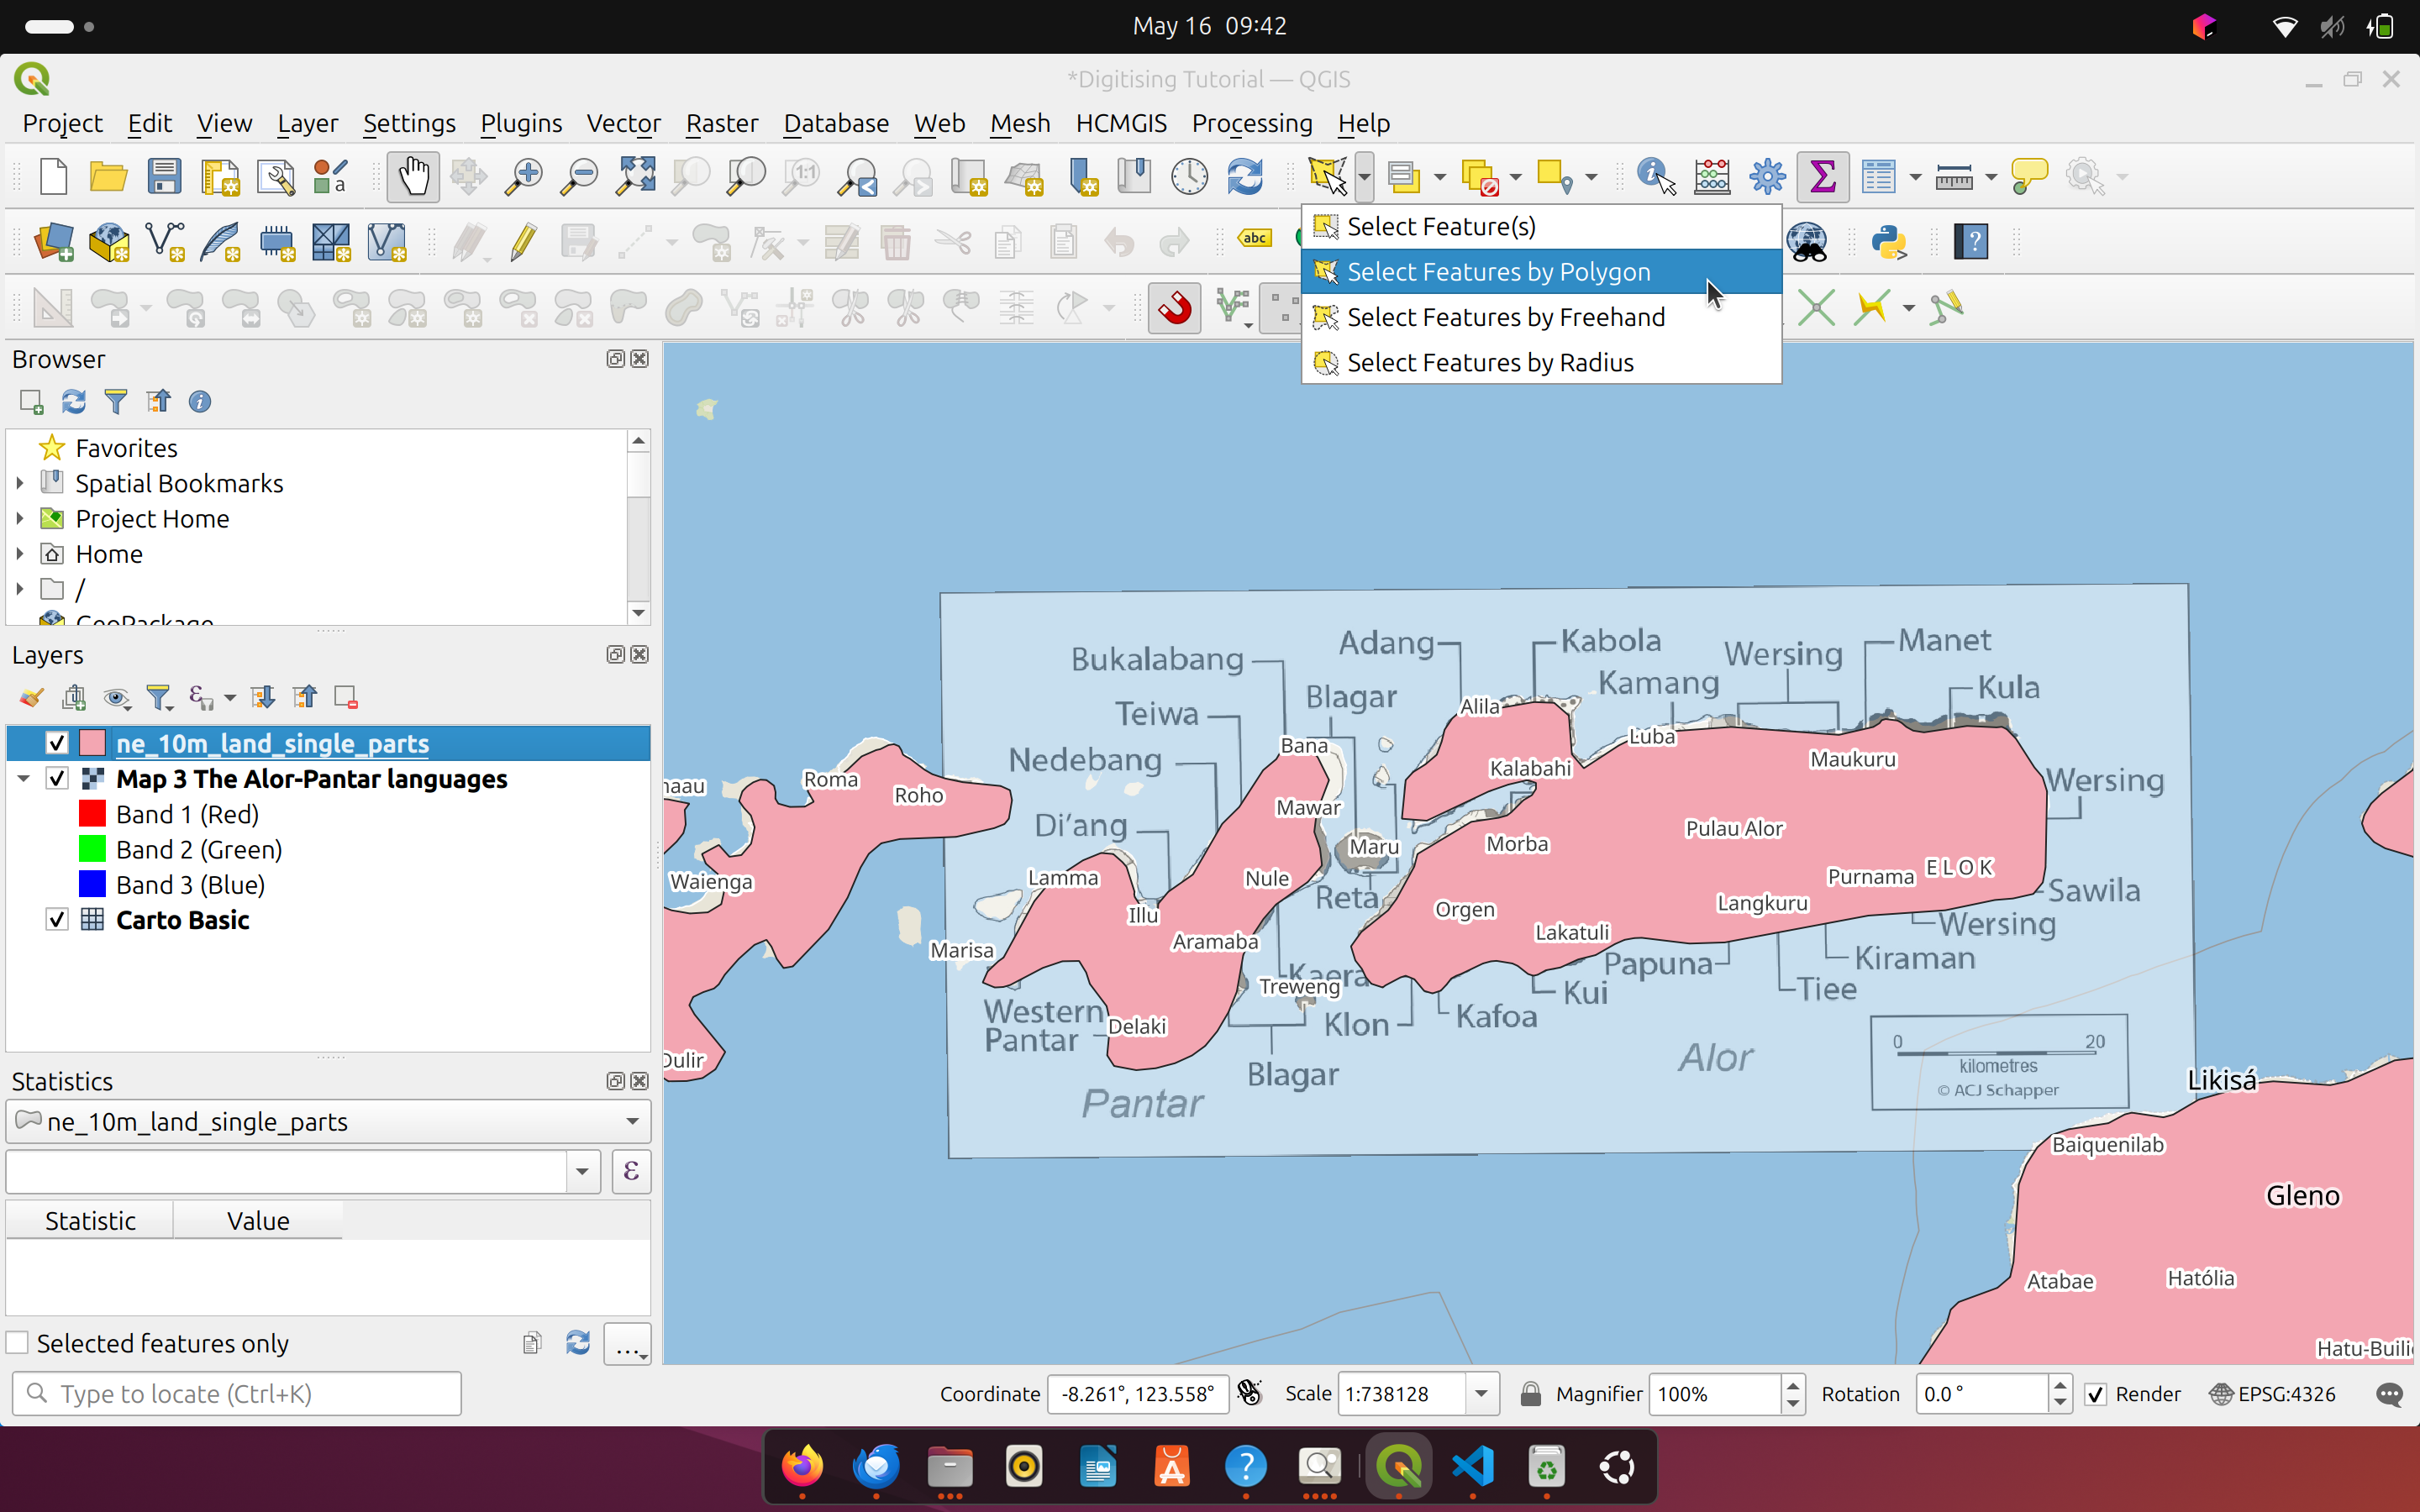 May 16 09:42
*Digitising Tutorial — QGIS
Project Edit View Layer Settings Plugins Vector Raster Database Web Mesh HCMGIS Processing Help
Select Feature(s)
Select Features by Polygon
Select Features by Freehand
Select Features by Radius
abc
Browser
Favorites
Spatial Bookmarks
Project Home
Home
/
GeoPackage
Layers
ne_10m_land_single_parts
Map 3 The Alor-Pantar languages
Band 1 (Red)
Band 2 (Green)
Band 3 (Blue)
Carto Basic
Statistics
ne_10m_land_single_parts
Statistic Value
Selected features only
Type to locate (Ctrl+K)
Coordinate -8.261°, 123.558° Scale 1:738128 Magnifier 100% Rotation 0.0 ° Render EPSG:4326
Adang
Kabola
Manet
Bukalabang
Wersing
Blagar
Kamang
Kula
Teiwa
Alila
Luba
Bana
Nedebang
Kalabahi
Maukuru
Roma
Roho
Wersing
Mawar
Di'ang
Pulau Alor
Morba
Maru
Waienga
Lamma
Nule
Purnama
ELOK
Reta
Sawila
Illu
Orgen
Langkuru
Wersing
Marisa
Aramaba
Lakatuli
Papuna
Kiraman
Kaera
Treweng
Kui
Tiee
Western
Pantar
Delaki
Klon
Kafoa
Blagar
Alor
Pantar
0 20
kilometres
© ACJ Schapper
Likisá
Baiquenilab
Gleno
Atabae
Hatólia